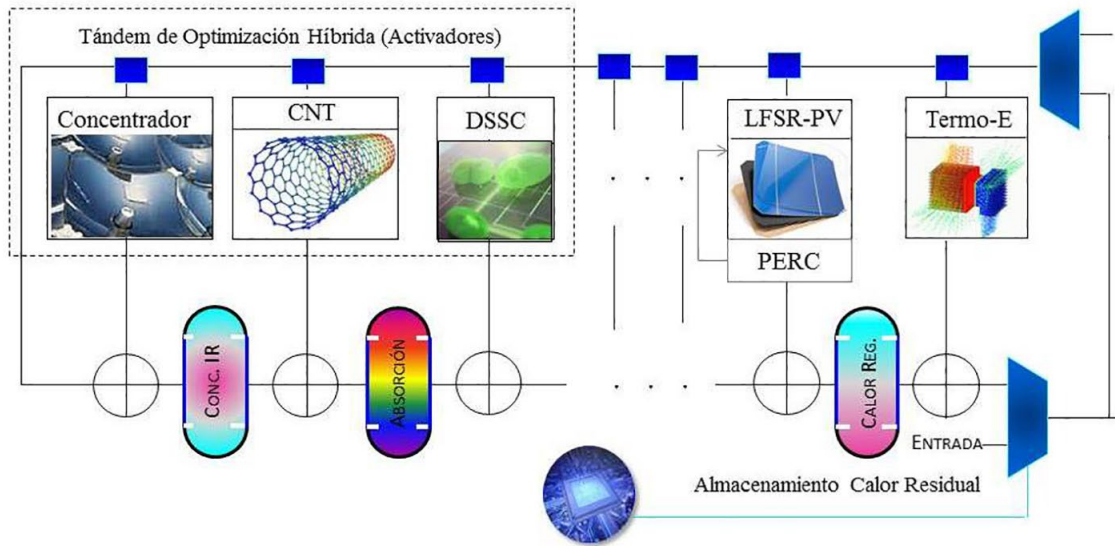 Tándem de Optimización Híbrida (Activadores)
Concentrador
CNT
DSSC
LFSR-PV
Termo-E
PERC
CONC. IR
ABSORCIÓN
CALOR REG.
ENTRADA
Almacenamiento Calor Residual